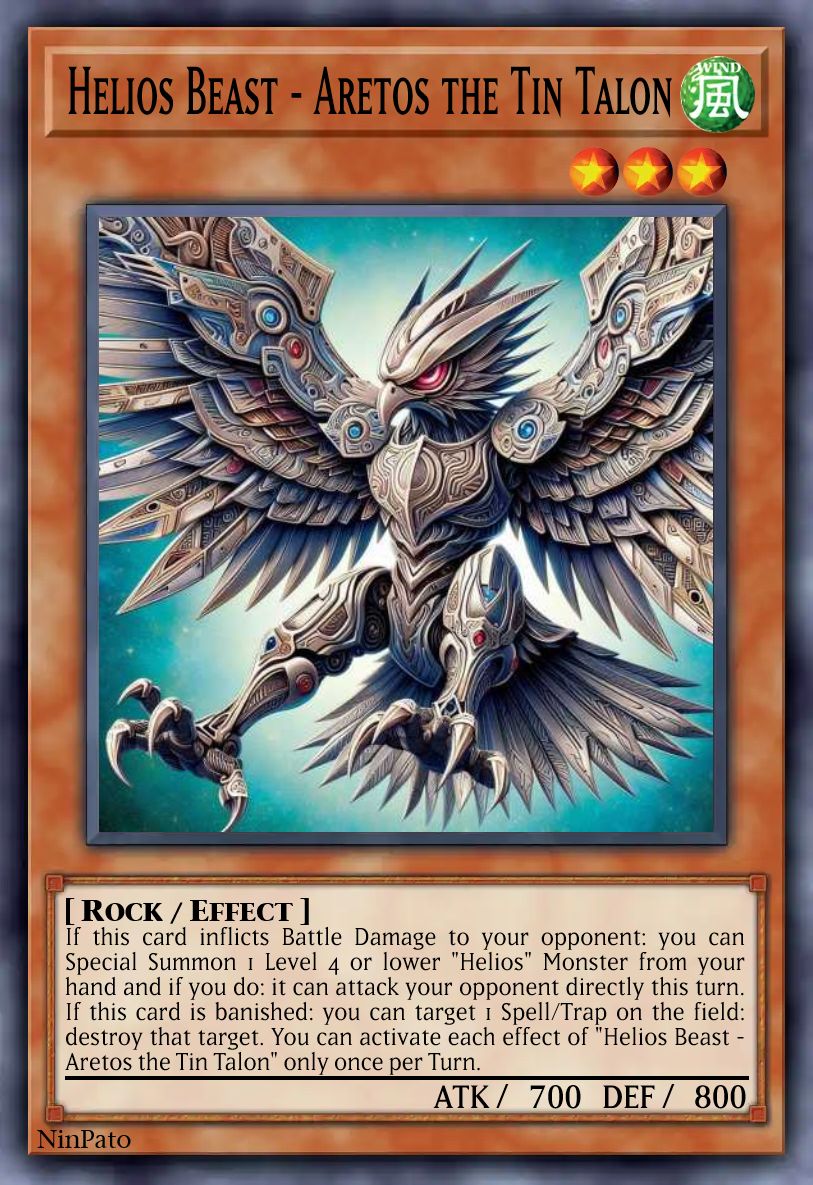 Helios Beast - Aretos the Tin Talon
WIND
風
[ Rock / Effect ]
If this card inflicts Battle Damage to your opponent: you can
Special Summon 1 Level 4 or lower "Helios" Monster from your
hand and if you do: it can attack your opponent directly this turn.
If this card is banished: you can target 1 Spell/Trap on the field:
destroy that target. You can activate each effect of "Helios Beast -
Aretos the Tin Talon" only once per Turn.
ATK / 700 DEF / 800
NinPato